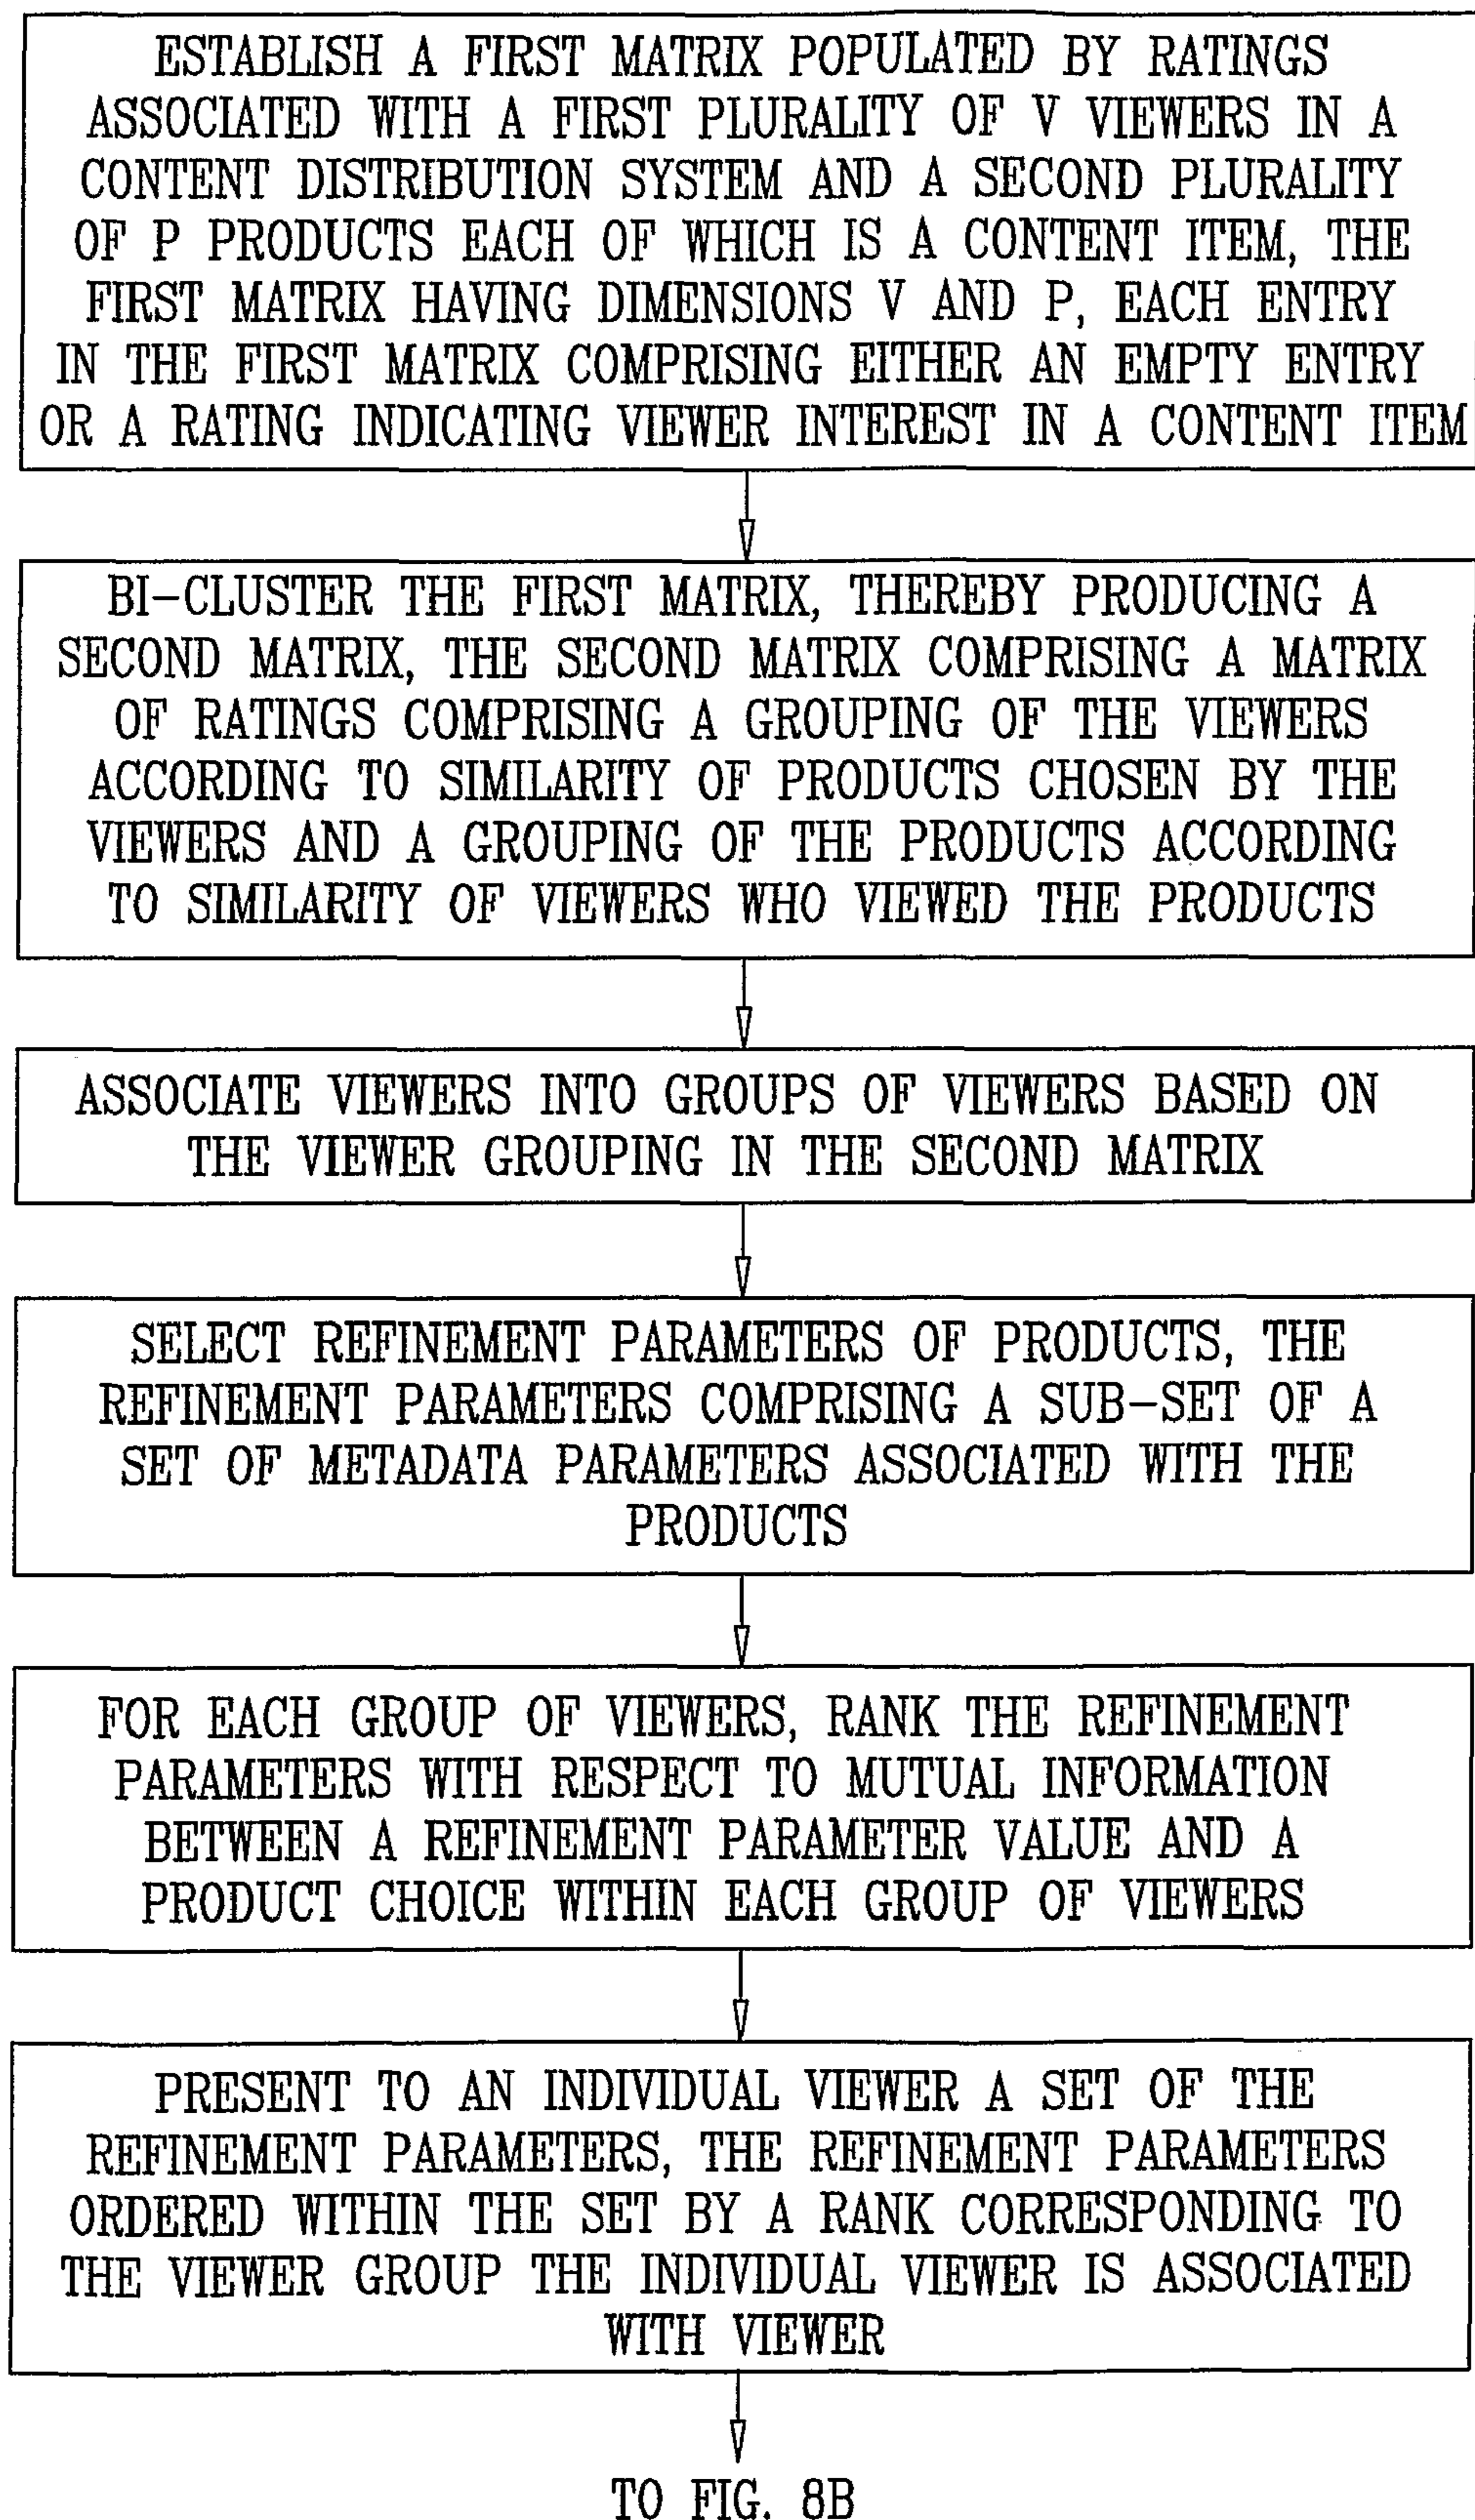 ESTABLISH A FIRST MATRIX POPULATED BY RATINGS
ASSOCIATED WITH A FIRST PLURALITY OF V VIEWERS IN A
CONTENT DISTRIBUTION SYSTEM AND A SECOND PLURALITY
OF P PRODUCTS EACH OF WHICH IS A CONTENT ITEM, THE
FIRST MATRIX HAVING DIMENSIONS V AND P, EACH ENTRY
IN THE FIRST MATRIX COMPRISING EITHER AN EMPTY ENTRY
OR A RATING INDICATING VIEWER INTEREST IN A CONTENT ITEM
BI-CLUSTER THE FIRST MATRIX, THEREBY PRODUCING A
SECOND MATRIX, THE SECOND MATRIX COMPRISING A MATRIX
OF RATINGS COMPRISING A GROUPING OF THE VIEWERS
ACCORDING TO SIMILARITY OF PRODUCTS CHOSEN BY THE
VIEWERS AND A GROUPING OF THE PRODUCTS ACCORDING
TO SIMILARITY OF VIEWERS WHO VIEWED THE PRODUCTS
ASSOCIATE VIEWERS INTO GROUPS OF VIEWERS BASED ON
THE VIEWER GROUPING IN THE SECOND MATRIX
SELECT REFINEMENT PARAMETERS OF PRODUCTS, THE
REFINEMENT PARAMETERS COMPRISING A SUB-SET OF A
SET OF METADATA PARAMETERS ASSOCIATED WITH THE
PRODUCTS
FOR EACH GROUP OF VIEWERS, RANK THE REFINEMENT
PARAMETERS WITH RESPECT TO MUTUAL INFORMATION
BETWEEN A REFINEMENT PARAMETER VALUE AND A
PRODUCT CHOICE WITHIN EACH GROUP OF VIEWERS
PRESENT TO AN INDIVIDUAL VIEWER A SET OF THE
REFINEMENT PARAMETERS, THE REFINEMENT PARAMETERS
ORDERED WITHIN THE SET BY A RANK CORRESPONDING TO
THE VIEWER GROUP THE INDIVIDUAL VIEWER IS ASSOCIATED
WITH VIEWER
TO FIG. 8B